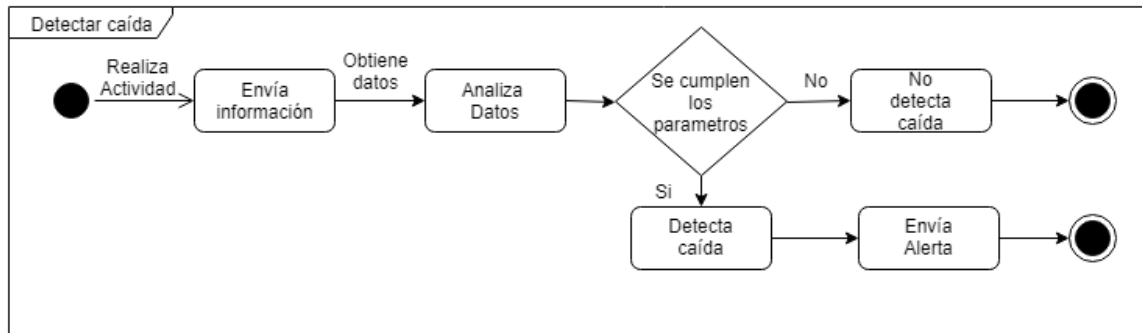 Detectar caída
Realiza
Actividad
Envía
información
Obtiene
datos
Analiza
Datos
Se cumplen
los
parametros
No
No
detecta
caída
Si
Detecta
caída
Envía
Alerta